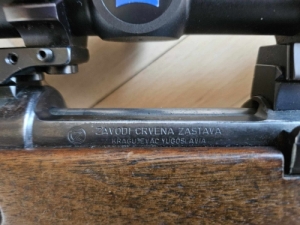 ZAVODI CRVENA ZASTAVA
KRAGUJEVAC YUGOSLAVIA